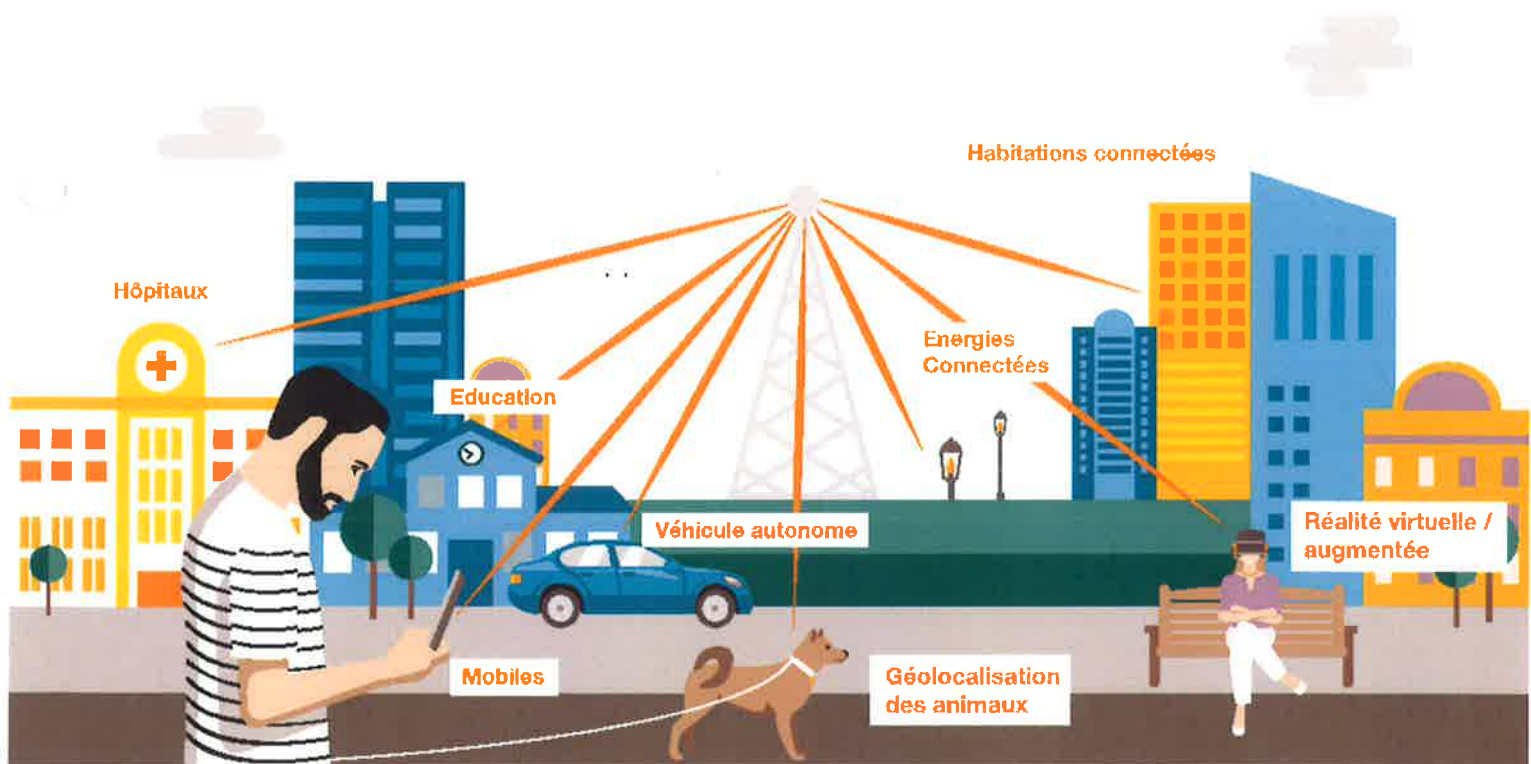 Habitations connectées
Hôpitaux
Energies
Connectées
Education
Véhicule autonome
Réalité virtuelle /
augmentée
Mobiles
Géolocalisation
des animaux